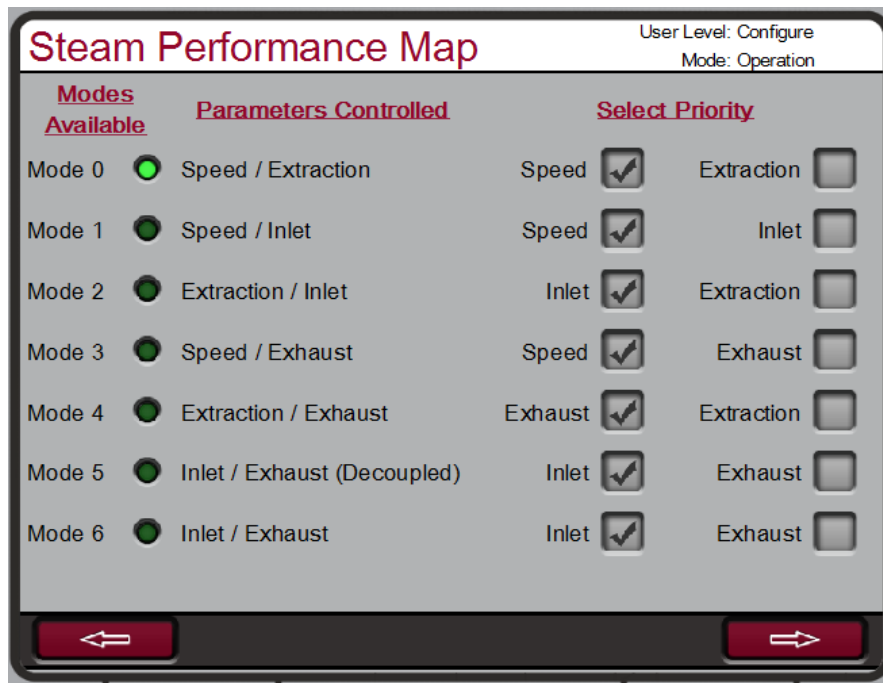 Steam Performance Map
User Level: Configure
Mode: Operation
Modes Available
Parameters Controlled
Select Priority
Mode 0 Speed / Extraction Speed Extraction
Mode 1 Speed / Inlet Speed Inlet
Mode 2 Extraction / Inlet Inlet Extraction
Mode 3 Speed / Exhaust Speed Exhaust
Mode 4 Extraction / Exhaust Exhaust Extraction
Mode 5 Inlet / Exhaust (Decoupled) Inlet Exhaust
Mode 6 Inlet / Exhaust Inlet Exhaust